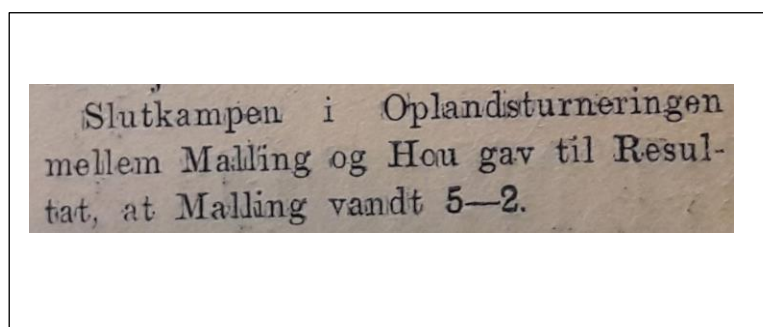 Slutkampen i Oplandsturneringen
mellem Malling og Hou gav til Resul-
tat, at Malling vandt 5—2.